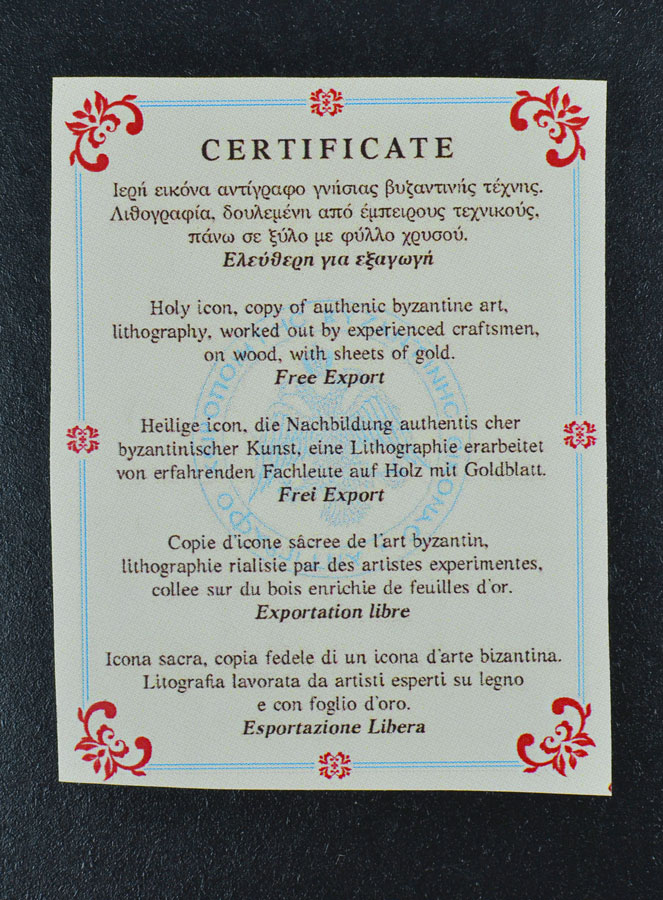 CERTIFICATE
Ιερή εικόνα αντίγραφο γνήσιας βυζαντινής τέχνης.
Λιθογραφία, δουλεμένη από έμπειρους τεχνικούς,
πάνω σε ξύλο με φύλλο χρυσού.
Ελεύθερη για εξαγωγή
Holy icon, copy of authenic byzantine art,
lithography, worked out by experienced craftsmen,
on wood, with sheets of gold.
Free Export
Heilige icon, die Nachbildung authentis cher
byzantinischer Kunst, eine Lithographie erarbeitet
von erfahrenden Fachleute auf Holz mit Goldblatt.
Frei Export
Copie d'icone sâcree de l'art byzantin,
lithographie rialisie par des artistes experimentes,
collee sur du bois enrichie de feuilles d'or.
Exportation libre
Icona sacra, copia fedele di un icona d'arte bizantina.
Litografia lavorata da artisti esperti su legno
e con foglio d'oro.
Esportazione Libera